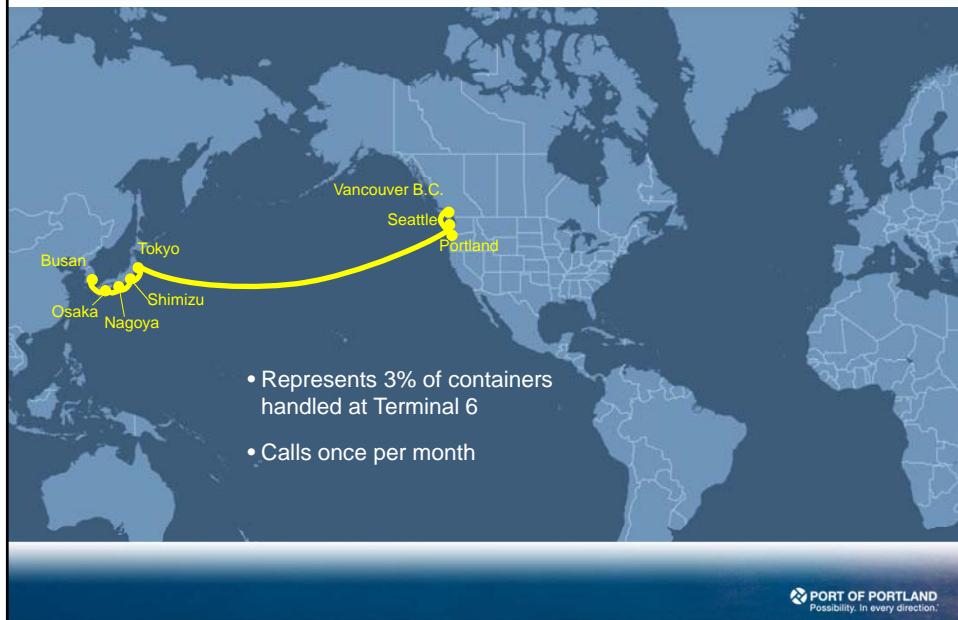 Vancouver B.C.
Seattle
Portland
Tokyo
Busan
Shimizu
Osaka
Nagoya
• Represents 3% of containers
handled at Terminal 6
• Calls once per month
PORT OF PORTLAND
Possibility. In every direction.